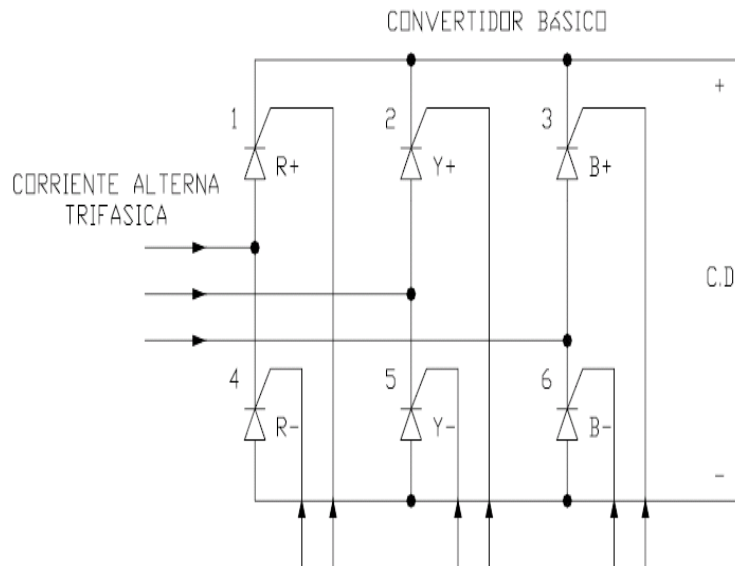 CONVERTIDOR BÁSICO
+
1
2
3
R+
Y+
B+
CORRIENTE ALTERNA
TRIFASICA
C.D
4
5
6
R-
Y-
B-
-